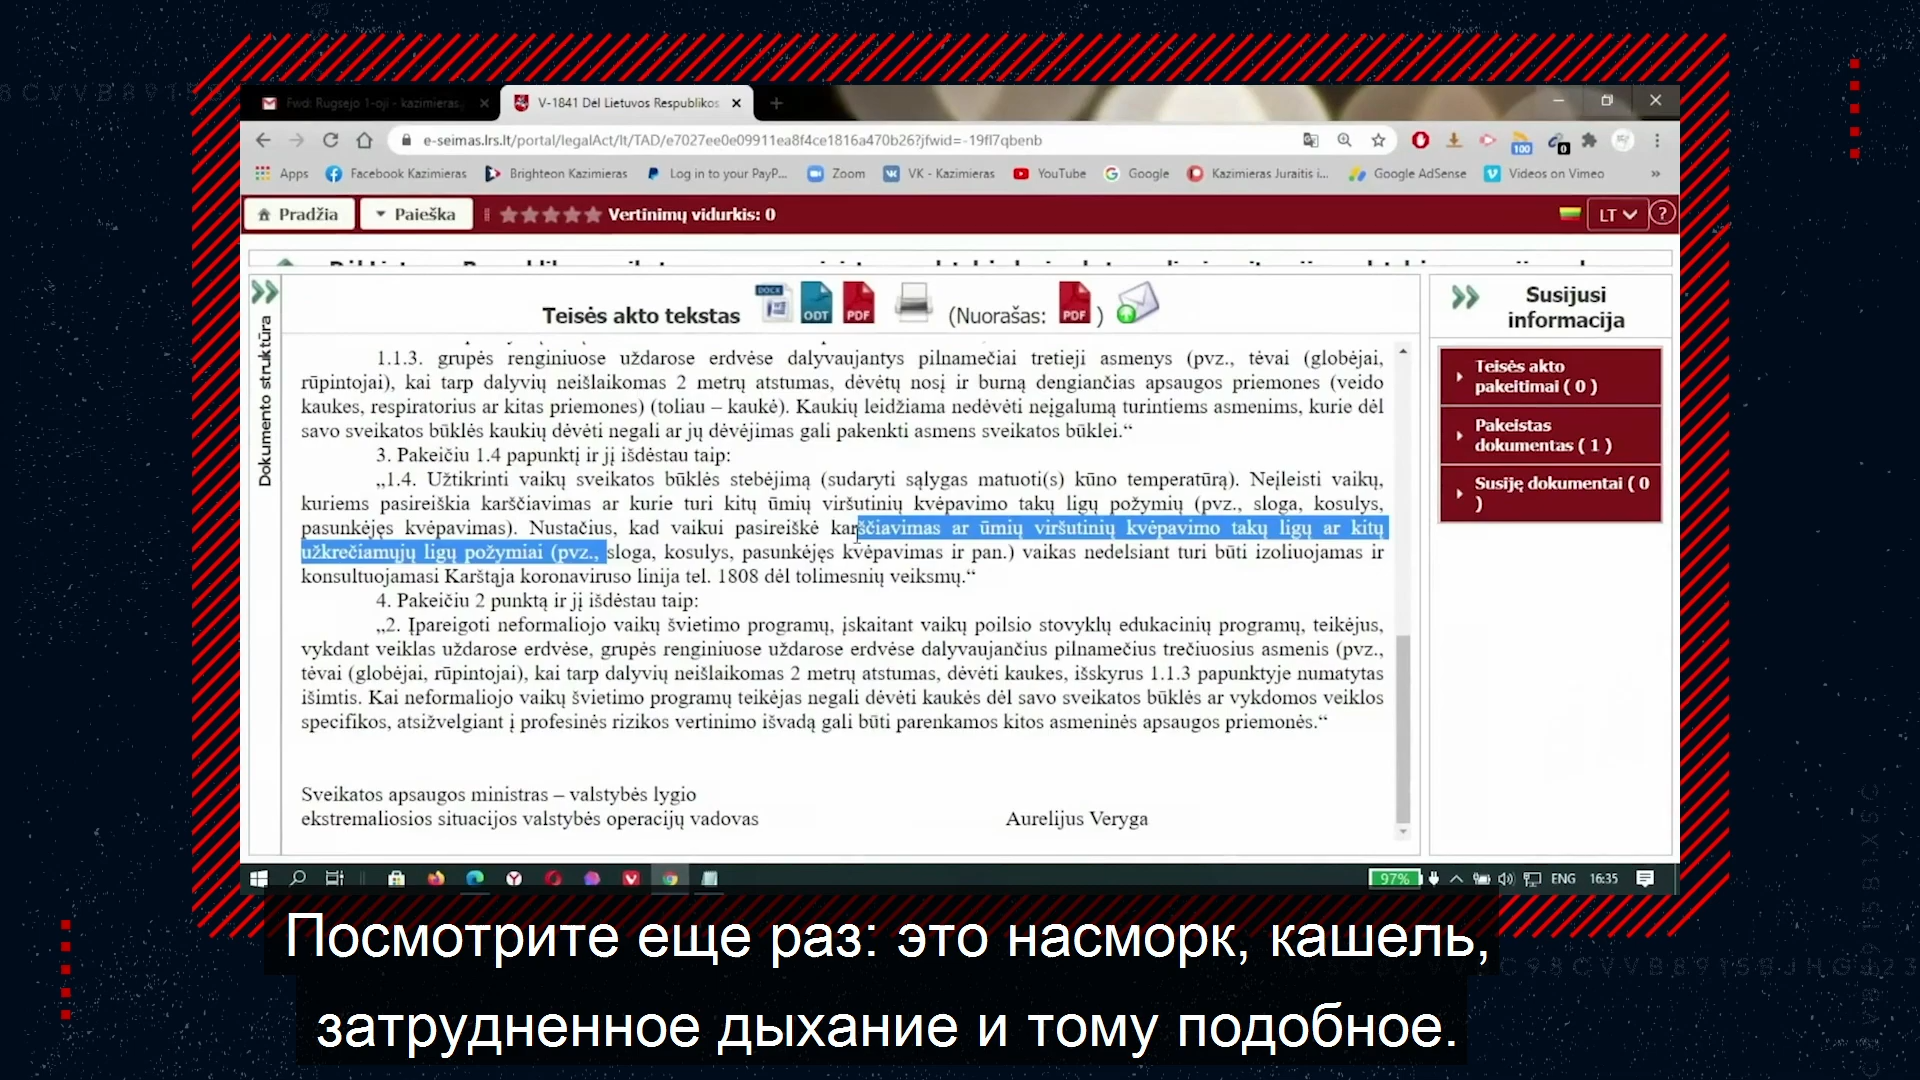 Fwd: Rugsėjo 1-oji - kazimieras.
V-1841 Dėl Lietuvos Respublikos
e-seimas.lrs.lt/portal/legalAct/lt/TAD/e7027ee0e09911ea8f4ce1816a470b26?jfwid=-19fl7qbenb
100
0
Apps Facebook Kazimieras Brighteon Kazimieras Log in to your PayP... Zoom VK - Kazimieras YouTube Google Kazimieras Juraitis i... Google AdSense Videos on Vimeo »
Pradžia Paieška Vertinimų vidurkis: 0 LT ?
Dokumento struktūra
Teisės akto tekstas DOCX ODT PDF (Nuorašas: PDF )
1.1.3. grupės renginiuose uždarose erdvėse dalyvaujantys pilnamečiai tretieji asmenys (pvz., tėvai (globėjai,
rūpintojai), kai tarp dalyvių neišlaikomas 2 metrų atstumas, dėvėtų nosį ir burną dengiančias apsaugos priemones (veido
kaukes, respiratorius ar kitas priemones) (toliau – kaukė). Kaukių leidžiama nedėvėti neįgalumą turintiems asmenims, kurie dėl
savo sveikatos būklės kaukių dėvėti negali ar jų dėvėjimas gali pakenkti asmens sveikatos būklei.“
3. Pakeičiu 1.4 papunktį ir jį išdėstau taip:
„1.4. Užtikrinti vaikų sveikatos būklės stebėjimą (sudaryti sąlygas matuoti(s) kūno temperatūrą). Neįleisti vaikų,
kuriems pasireiškia karščiavimas ar kurie turi kitų ūmių viršutinių kvėpavimo takų ligų požymių (pvz., sloga, kosulys,
pasunkėjęs kvėpavimas). Nustačius, kad vaikui pasireiškė karščiavimas ar ūmių viršutinių kvėpavimo takų ligų ar kitų
užkrečiamųjų ligų požymiai (pvz., sloga, kosulys, pasunkėjęs kvėpavimas ir pan.) vaikas nedelsiant turi būti izoliuojamas ir
konsultuojamasi Karštąja koronaviruso linija tel. 1808 dėl tolimesnių veiksmų.“
4. Pakeičiu 2 punktą ir jį išdėstau taip:
„2. Įpareigoti neformaliojo vaikų švietimo programų, įskaitant vaikų poilsio stovyklų edukacinių programų, teikėjus,
vykdant veiklas uždarose erdvėse, grupės renginiuose uždarose erdvėse dalyvaujančius pilnamečius trečiuosius asmenis (pvz.,
tėvai (globėjai, rūpintojai), kai tarp dalyvių neišlaikomas 2 metrų atstumas, dėvėti kaukes, išskyrus 1.1.3 papunktyje numatytas
išimtis. Kai neformaliojo vaikų švietimo programų teikėjas negali dėvėti kaukės dėl savo sveikatos būklės ar vykdomos veiklos
specifikos, atsižvelgiant į profesinės rizikos vertinimo išvadą gali būti parenkamos kitos asmeninės apsaugos priemonės.“
Sveikatos apsaugos ministras – valstybės lygio
ekstremaliosios situacijos valstybės operacijų vadovas Aurelijus Veryga
Susijusi
informacija
Teisės akto
pakeitimai ( 0 )
Pakeistas
dokumentas ( 1 )
Susiję dokumentai ( 0
)
97% ENG 16:35
Посмотрите еще раз: это насморк, кашель,
затрудненное дыхание и тому подобное.